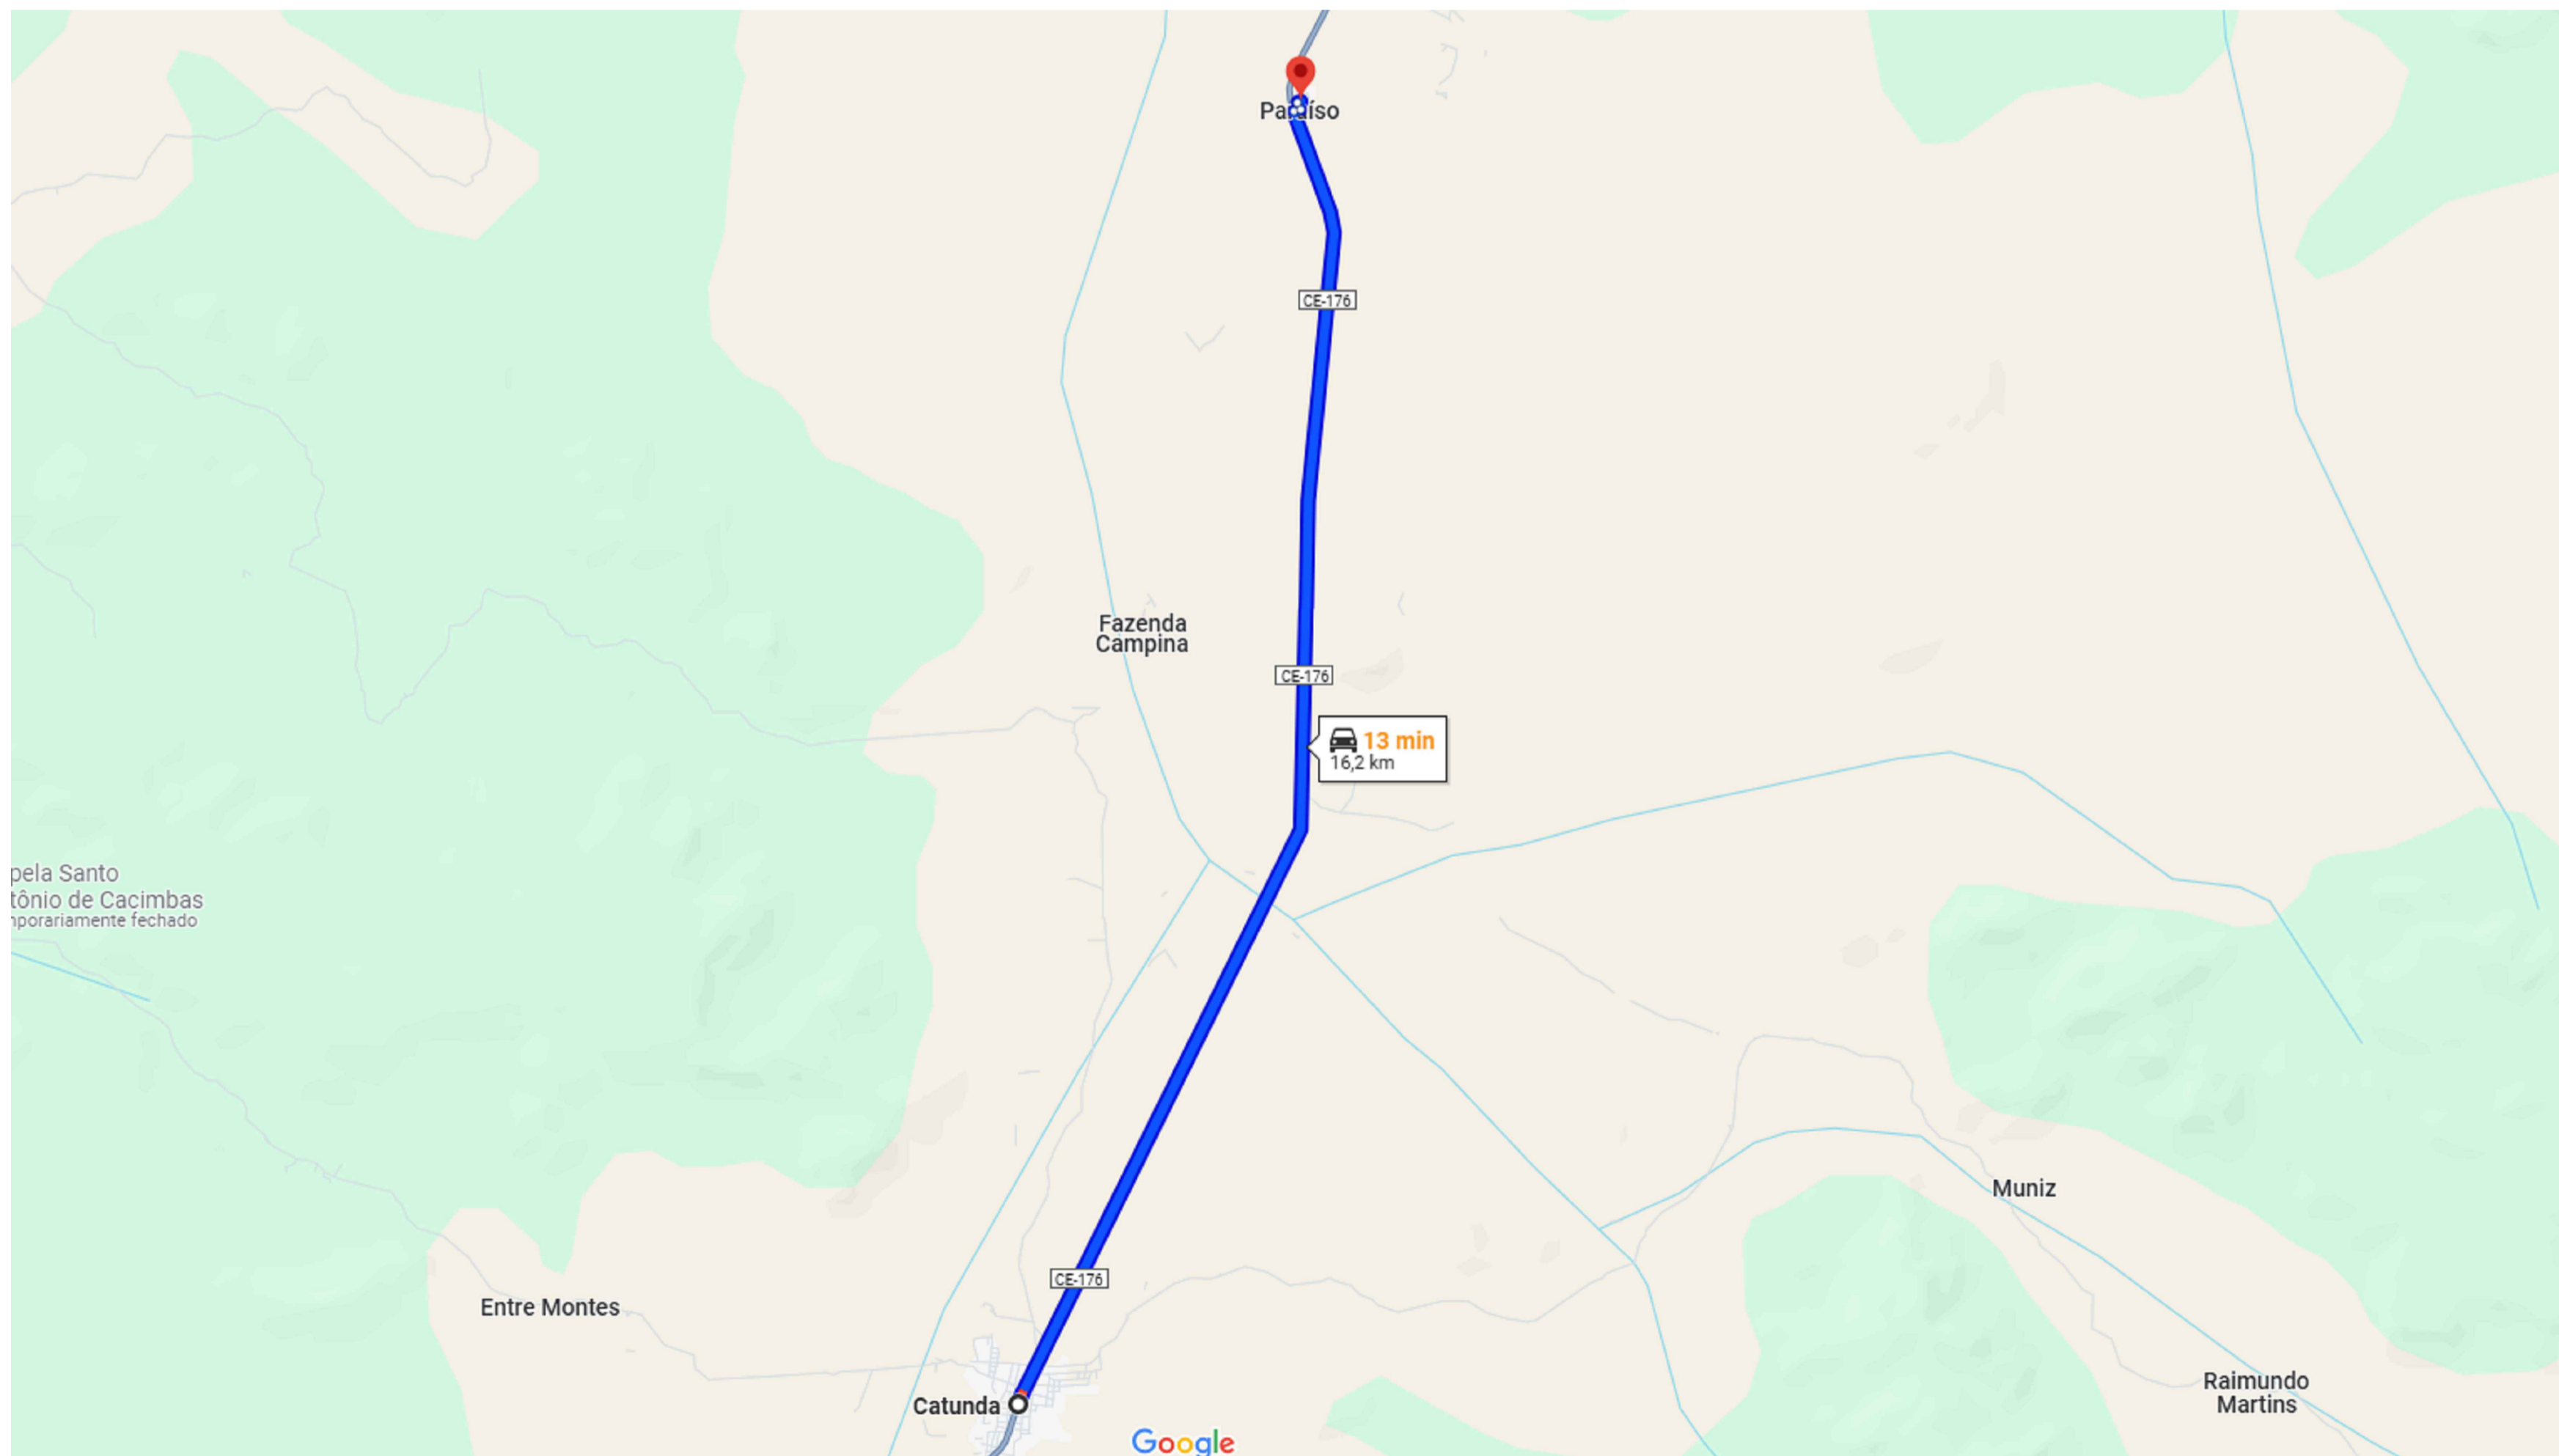 Paraíso
CE-176
Fazenda
Campina
CE-176
13 min
16,2 km
pela Santo
tônio de Cacimbas
nporariamente fechado
Muniz
CE-176
Entre Montes
Raimundo
Martins
Catunda
Google